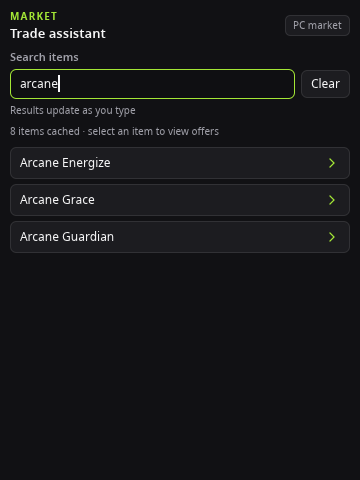 MARKET
Trade assistant
PC market
Search items
arcane
Clear
Results update as you type
8 items cached · select an item to view offers
Arcane Energize
Arcane Grace
Arcane Guardian